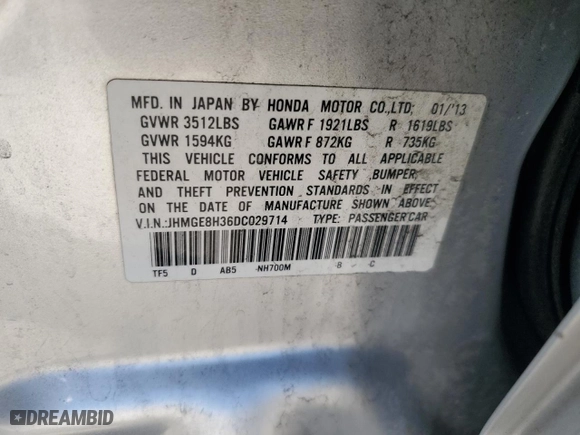 MFD. IN JAPAN BY HONDA MOTOR CO.,LTD. 01/'13
GVWR 3512LBS GAWR F 1921LBS R 1619LBS
GVWR 1594KG GAWR F 872KG R 735KG
THIS VEHICLE CONFORMS TO ALL APPLICABLE
FEDERAL MOTOR VEHICLE SAFETY, BUMPER,
AND THEFT PREVENTION STANDARDS IN EFFECT
ON THE DATE OF MANUFACTURE SHOWN ABOVE.
V.I.N.:JHMGE8H36DC029714 TYPE: PASSENGER CAR
TF5 D AB5 -NH700M -B -C
DREAMBID